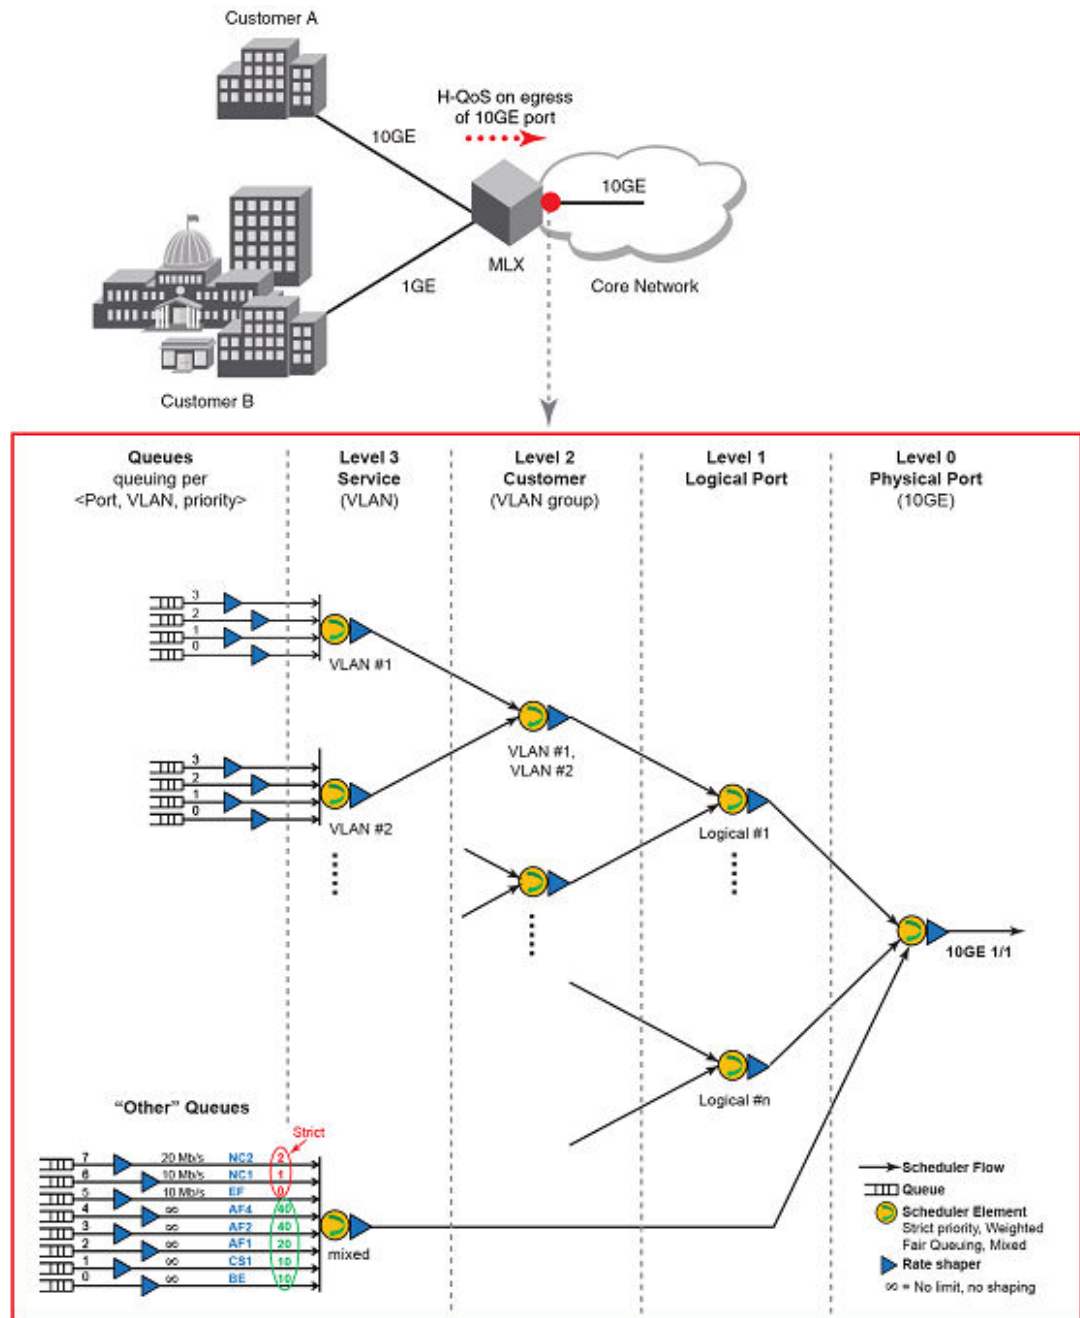 Customer A
H-QoS on egress
of 10GE port
10GE
10GE
MLX
Core Network
1GE
Customer B
Queues
queuing per
<Port, VLAN, priority>
Level 3
Service
(VLAN)
Level 2
Customer
(VLAN group)
Level 1
Logical Port
Level 0
Physical Port
(10GE)
3
2
1
0
VLAN #1
VLAN #1,
VLAN #2
3
2
1
0
VLAN #2
Logical #1
10GE 1/1
Logical #n
"Other" Queues
Strict
7 20 Mb/s NC2 2
6 10 Mb/s NC1 1
5 10 Mb/s EF 0
4 ∞ AF4 40
3 ∞ AF2 40
2 ∞ AF1 20
1 ∞ CS1 10
0 ∞ BE 10
mixed
Scheduler Flow
Queue
Scheduler Element
Strict priority, Weighted
Fair Queuing, Mixed
Rate shaper
∞ = No limit, no shaping